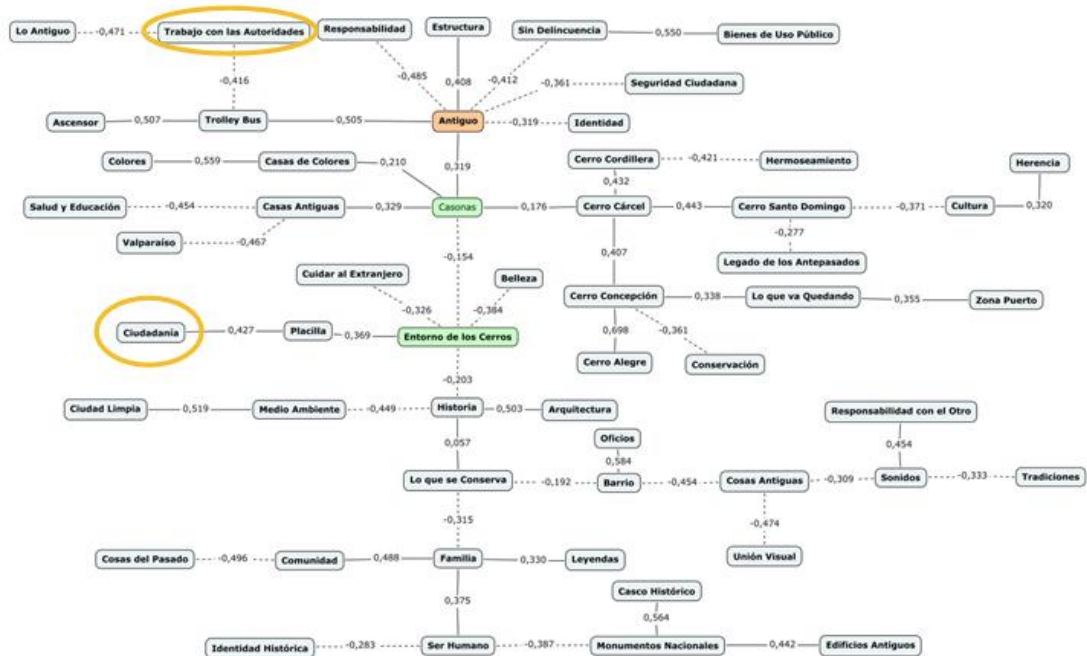 Lo Antiguo -0,471 Trabajo con las Autoridades Responsabilidad Estructura Sin Delincuencia 0,550 Bienes de Uso Público
-0,416 -0,485 0,408 -0,412 -0,361 Seguridad Ciudadana
Ascensor 0,507 Trolley Bus 0,505 Antiguo -0,319 Identidad
0,319
Colores 0,559 Casas de Colores 0,210 Cerro Cordillera -0,421 Hermoseamiento Herencia
0,432 0,320
Salud y Educación -0,454 Casas Antiguas 0,329 Casonas 0,176 Cerro Cárcel 0,443 Cerro Santo Domingo -0,371 Cultura
Valparaíso -0,467 -0,154 0,407 -0,277
Legado de los Antepasados
Cuidar al Extranjero Belleza
-0,326 -0,384 Cerro Concepción 0,338 Lo que va Quedando 0,355 Zona Puerto
Ciudadanía 0,427 Placilla 0,369 Entorno de los Cerros 0,698 -0,361
Cerro Alegre Conservación
-0,203
Ciudad Limpia 0,519 Medio Ambiente -0,449 Historia 0,503 Arquitectura Responsabilidad con el Otro
0,057 Oficios 0,454
0,584
Lo que se Conserva -0,192 Barrio -0,454 Cosas Antiguas -0,309 Sonidos -0,333 Tradiciones
-0,315 -0,474
Cosas del Pasado -0,496 Comunidad 0,488 Familia 0,330 Leyendas Unión Visual
0,375 Casco Histórico
0,564
Identidad Histórica -0,283 Ser Humano -0,387 Monumentos Nacionales 0,442 Edificios Antiguos